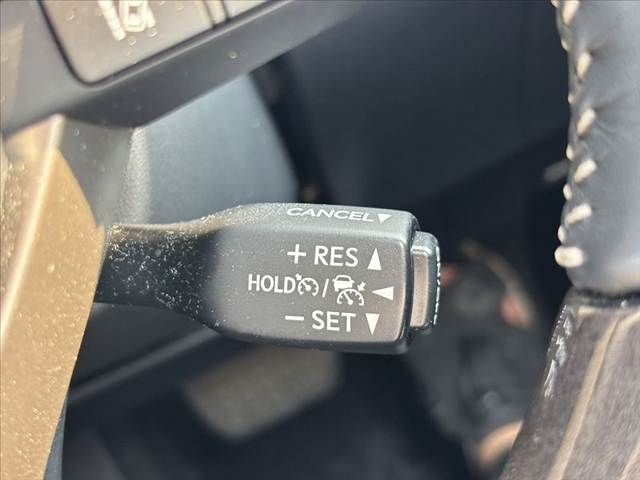 CANCEL▼
+ RES ▲
HOLD / ◀
− SET ▼